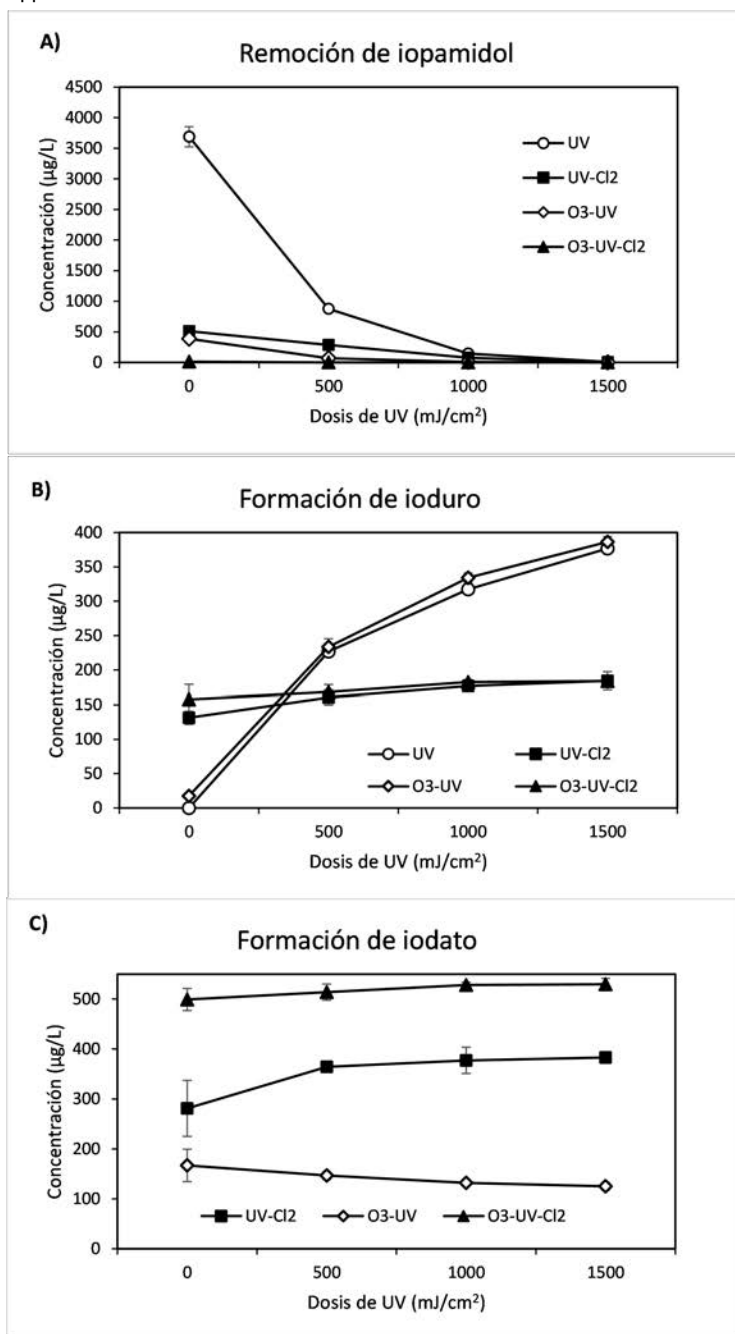 A)
Remoción de iopamidol
4500
4000
3500
3000
2500
2000
1500
1000
500
0
Concentración (µg/L)
UV
UV-Cl2
O3-UV
O3-UV-Cl2
0 500 1000 1500
Dosis de UV (mJ/cm²)
B)
Formación de ioduro
400
350
300
250
200
150
100
50
0
Concentración (µg/L)
UV UV-Cl2
O3-UV O3-UV-Cl2
0 500 1000 1500
Dosis de UV (mJ/cm²)
C)
Formación de iodato
500
400
300
200
100
0
Concentración (µg/L)
UV-Cl2 O3-UV O3-UV-Cl2
0 500 1000 1500
Dosis de UV (mJ/cm²)